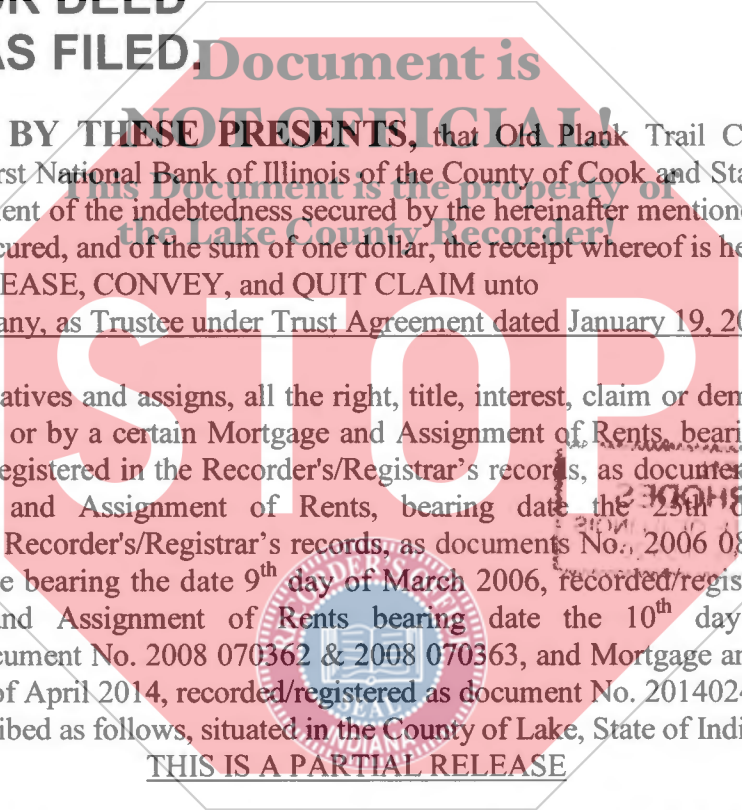 OR DEED
AS FILED.
Document is
NOT OFFICIAL!
This Document is the property of
the Lake County Recorder!
STOP
BY THESE PRESENTS, that Old Plank Trail C
rst National Bank of Illinois of the County of Cook and Sta
ent of the indebtedness secured by the hereinafter mentione
cured, and of the sum of one dollar, the receipt whereof is he
EASE, CONVEY, and QUIT CLAIM unto
any, as Trustee under Trust Agreement dated January 19, 20
atives and assigns, all the right, title, interest, claim or dem
or by a certain Mortgage and Assignment of Rents, beari
egistered in the Recorder's/Registrar's records, as document
and Assignment of Rents, bearing date the 25th d
Recorder's/Registrar's records, as documents No. 2006 08
e bearing the date 9th day of March 2006, recorded/regist
nd Assignment of Rents bearing date the 10th day
cument No. 2008 070362 & 2008 070363, and Mortgage an
of April 2014, recorded/registered as document No. 2014024
ibed as follows, situated in the County of Lake, State of Indi
THIS IS A PARTIAL RELEASE
SEAL
INDIANA